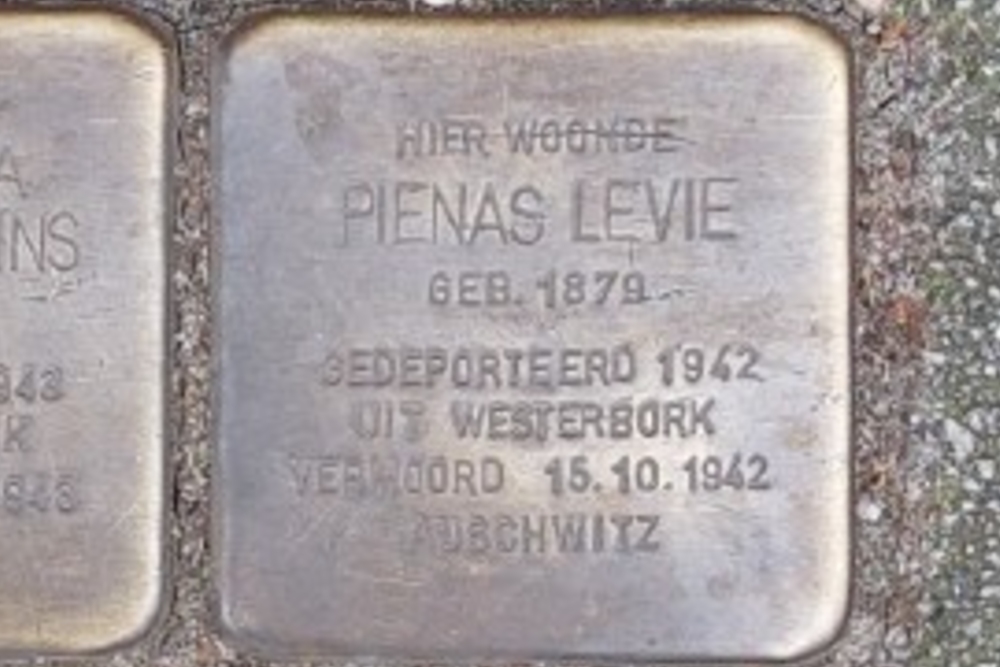 HIER WOONDE
PIENAS LEVIE
GEB. 1879
GEDEPORTEERD 1942
UIT WESTERBORK
VERMOORD 15.10.1942
AUSCHWITZ